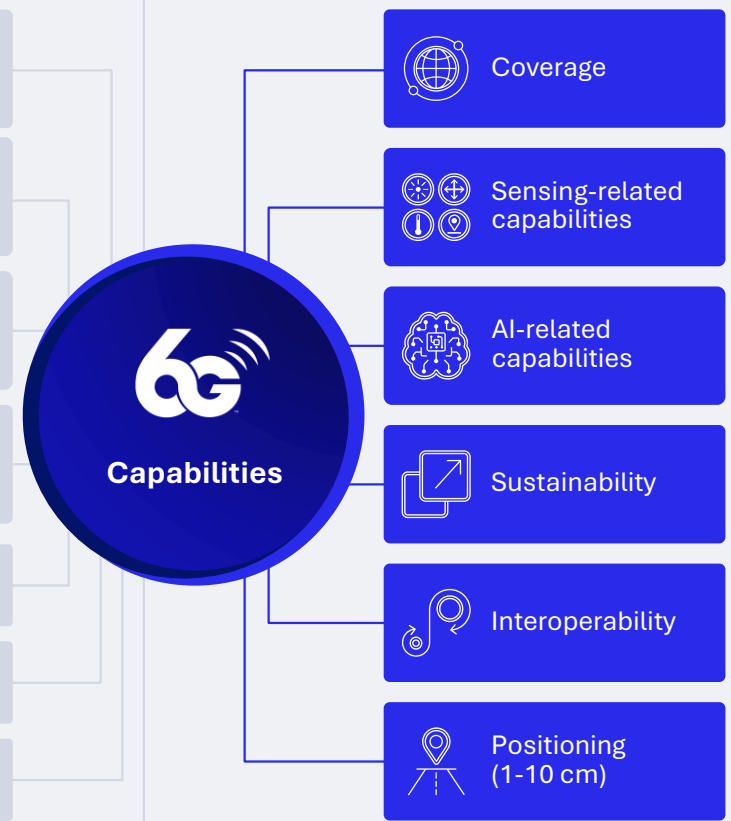 6G
Capabilities
Coverage
Sensing-related
capabilities
AI-related
capabilities
Sustainability
Interoperability
Positioning
(1-10 cm)